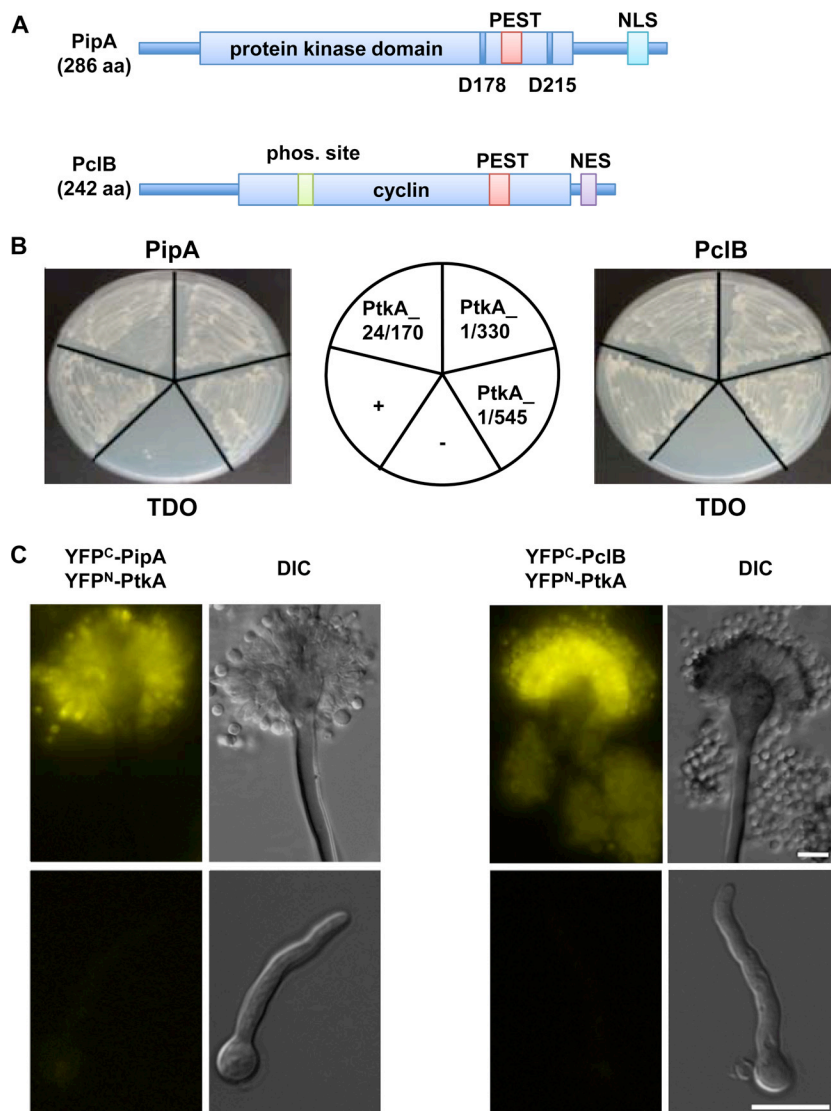 A
PipA
(286 aa)
protein kinase domain
PEST
NLS
D178
D215
PclB
(242 aa)
phos. site
cyclin
PEST
NES
B
PipA
PclB
PtkA_
24/170
PtkA_
1/330
PtkA_
1/545
+
-
TDO
TDO
C
YFPᶜ-PipA
YFPᴺ-PtkA
DIC
YFPᶜ-PclB
YFPᴺ-PtkA
DIC